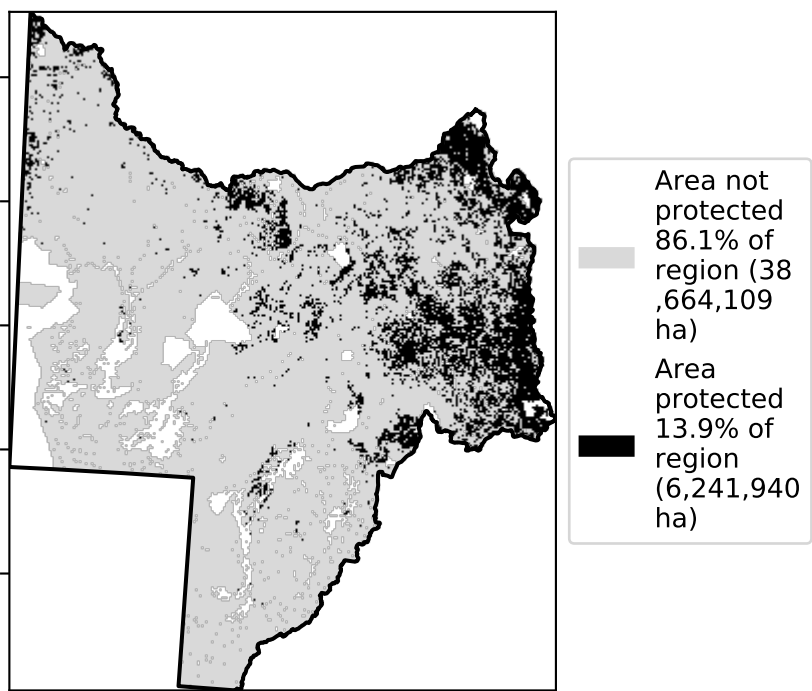 Area not
protected
86.1% of
region (38
,664,109
ha)
Area
protected
13.9% of
region
(6,241,940
ha)